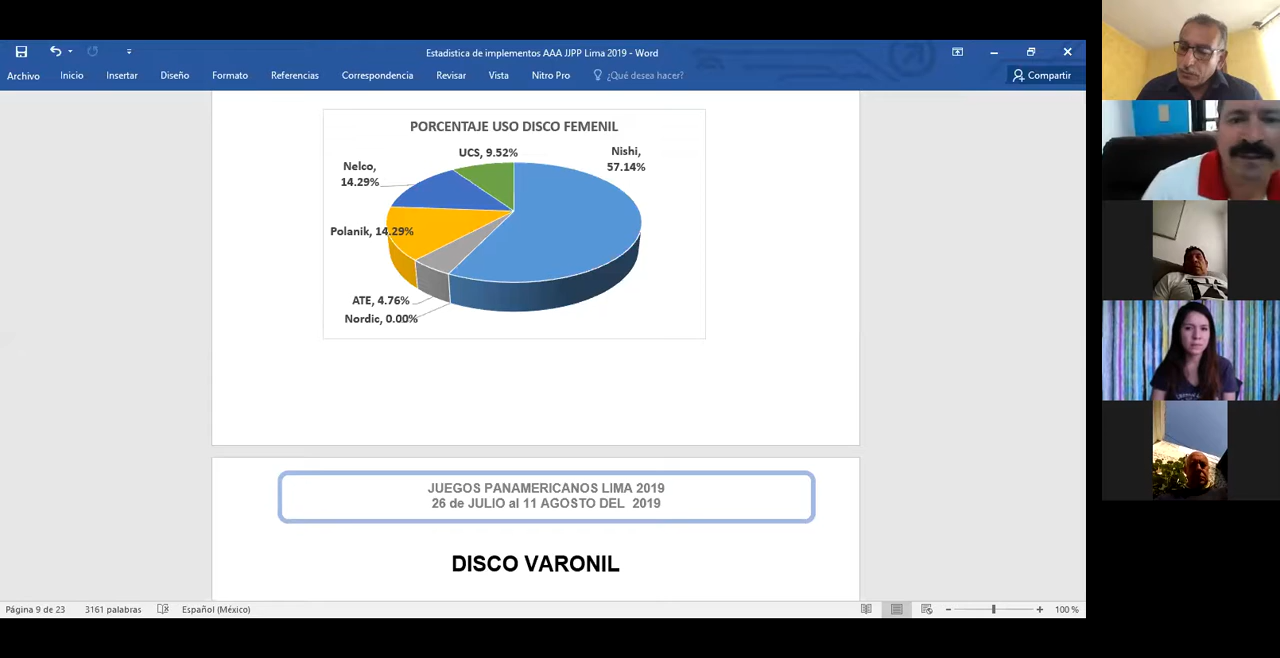 Estadistica de implementos AAA JJPP Lima 2019 - Word
Archivo Inicio Insertar Diseño Formato Referencias Correspondencia Revisar Vista Nitro Pro ¿Qué desea hacer? Compartir
PORCENTAJE USO DISCO FEMENIL
UCS, 9.52%
Nishi,
57.14%
Nelco,
14.29%
Polanik, 14.29%
ATE, 4.76%
Nordic, 0.00%
JUEGOS PANAMERICANOS LIMA 2019
26 de JULIO al 11 AGOSTO DEL 2019
DISCO VARONIL
Página 9 de 23 3161 palabras Español (México) 100 %